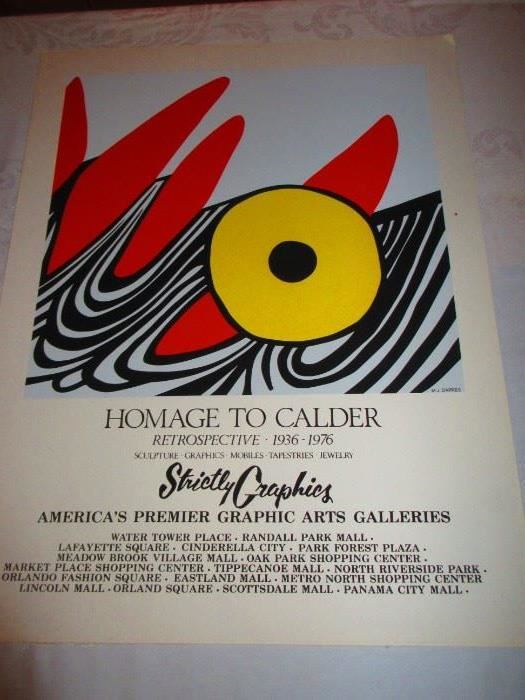 M.J. D'APRES
HOMAGE TO CALDER
RETROSPECTIVE · 1936-1976
SCULPTURE · GRAPHICS · MOBILES · TAPESTRIES · JEWELRY
Strictly Graphics
AMERICA'S PREMIER GRAPHIC ARTS GALLERIES
WATER TOWER PLACE · RANDALL PARK MALL ·
LAFAYETTE SQUARE · CINDERELLA CITY · PARK FOREST PLAZA ·
MEADOW BROOK VILLAGE MALL · OAK PARK SHOPPING CENTER ·
MARKET PLACE SHOPPING CENTER · TIPPECANOE MALL · NORTH RIVERSIDE PARK ·
ORLANDO FASHION SQUARE · EASTLAND MALL · METRO NORTH SHOPPING CENTER
LINCOLN MALL · ORLAND SQUARE · SCOTTSDALE MALL · PANAMA CITY MALL ·